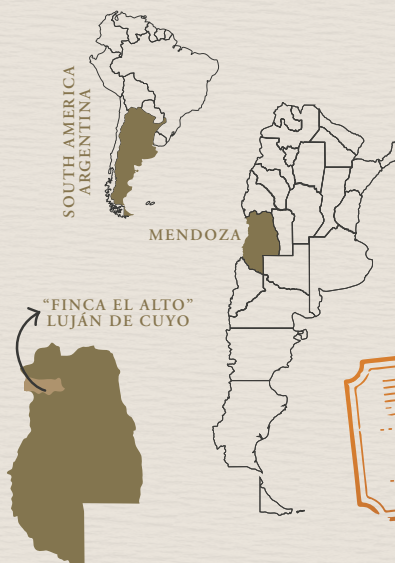 SOUTH AMERICA
ARGENTINA
MENDOZA
“FINCA EL ALTO”
LUJÁN DE CUYO